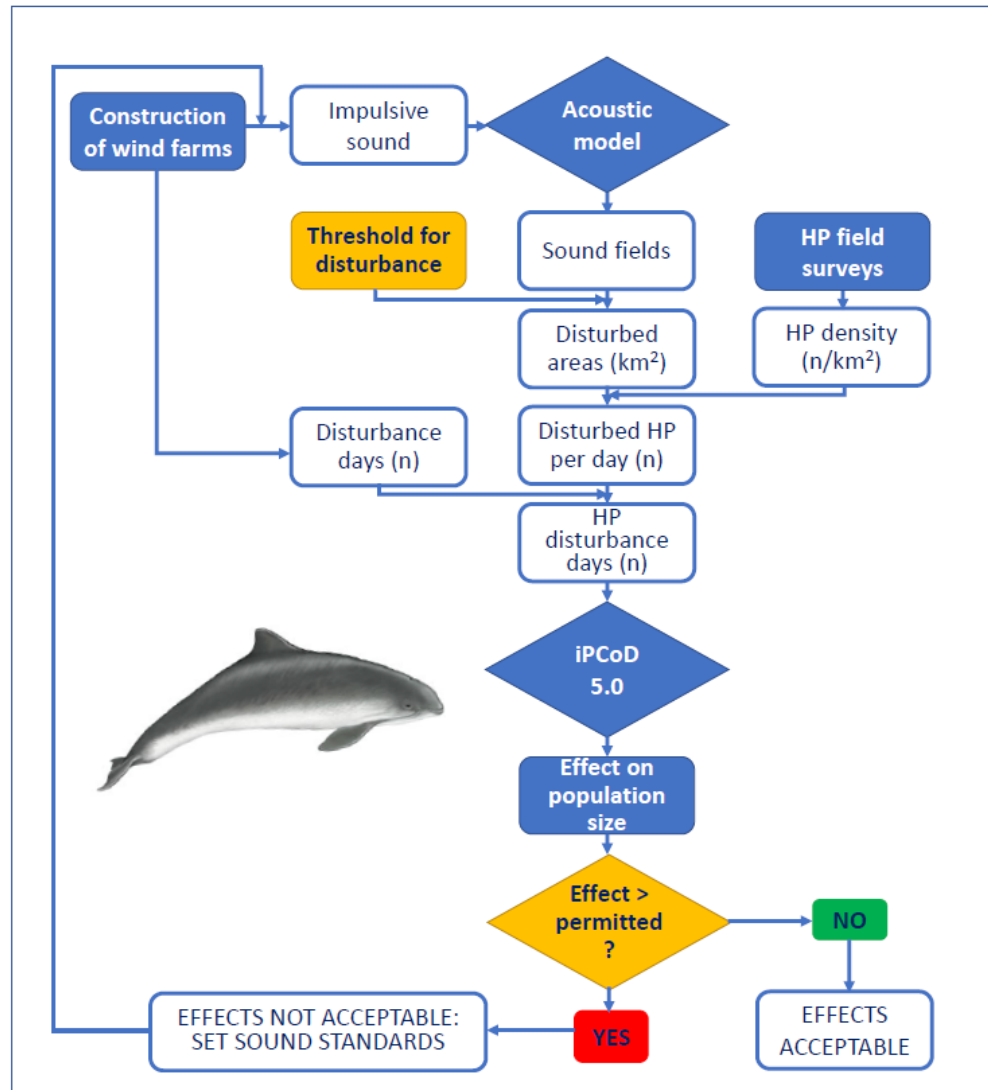 Construction
of wind farms
Impulsive
sound
Acoustic
model
Threshold for
disturbance
Sound fields
HP field
surveys
Disturbed
areas (km²)
HP density
(n/km²)
Disturbance
days (n)
Disturbed HP
per day (n)
HP
disturbance
days (n)
iPCoD
5.0
Effect on
population
size
Effect >
permitted
?
NO
YES
EFFECTS NOT ACCEPTABLE:
SET SOUND STANDARDS
EFFECTS
ACCEPTABLE